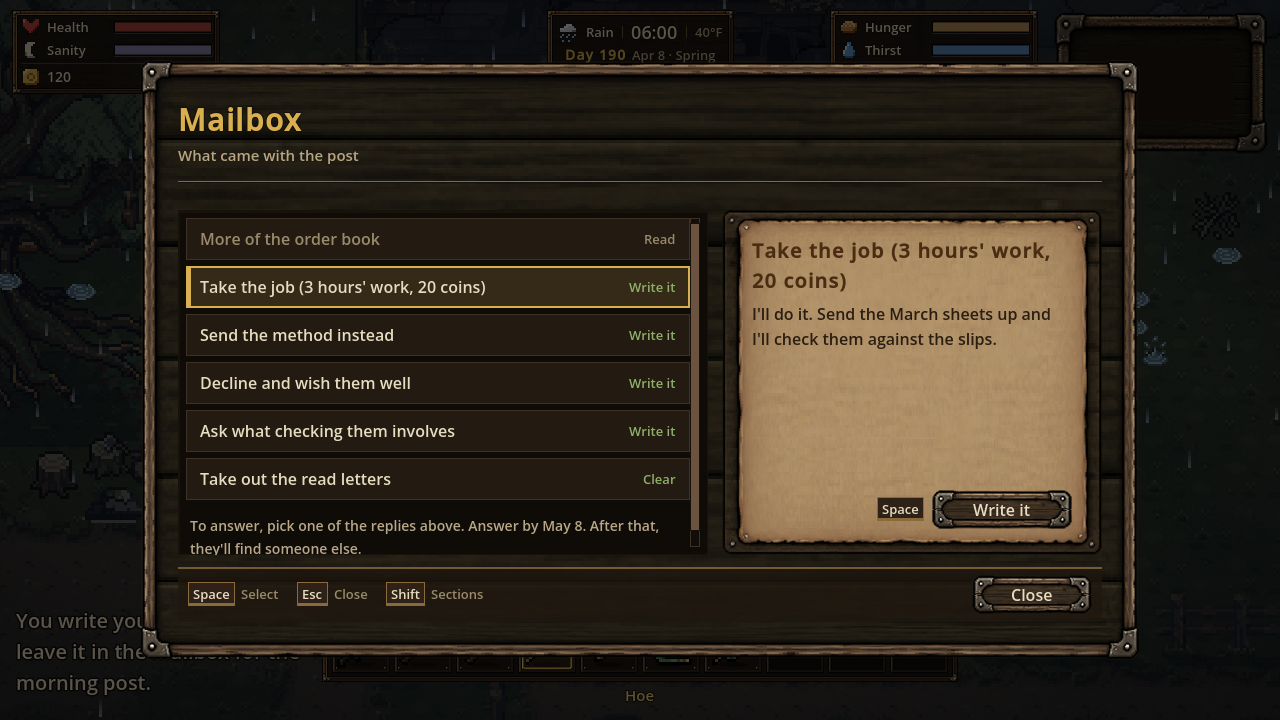 Health
Sanity
120
Rain 06:00 40°F
Day 190 Apr 8 · Spring
Hunger
Thirst
Mailbox
What came with the post
More of the order book Read
Take the job (3 hours' work, 20 coins) Write it
Send the method instead Write it
Decline and wish them well Write it
Ask what checking them involves Write it
Take out the read letters Clear
To answer, pick one of the replies above. Answer by May 8. After that,
they'll find someone else.
Take the job (3 hours' work,
20 coins)
I'll do it. Send the March sheets up and
I'll check them against the slips.
Space Write it
Space Select Esc Close Shift Sections
Close
You write
leave it in the for the
morning post.
Hoe